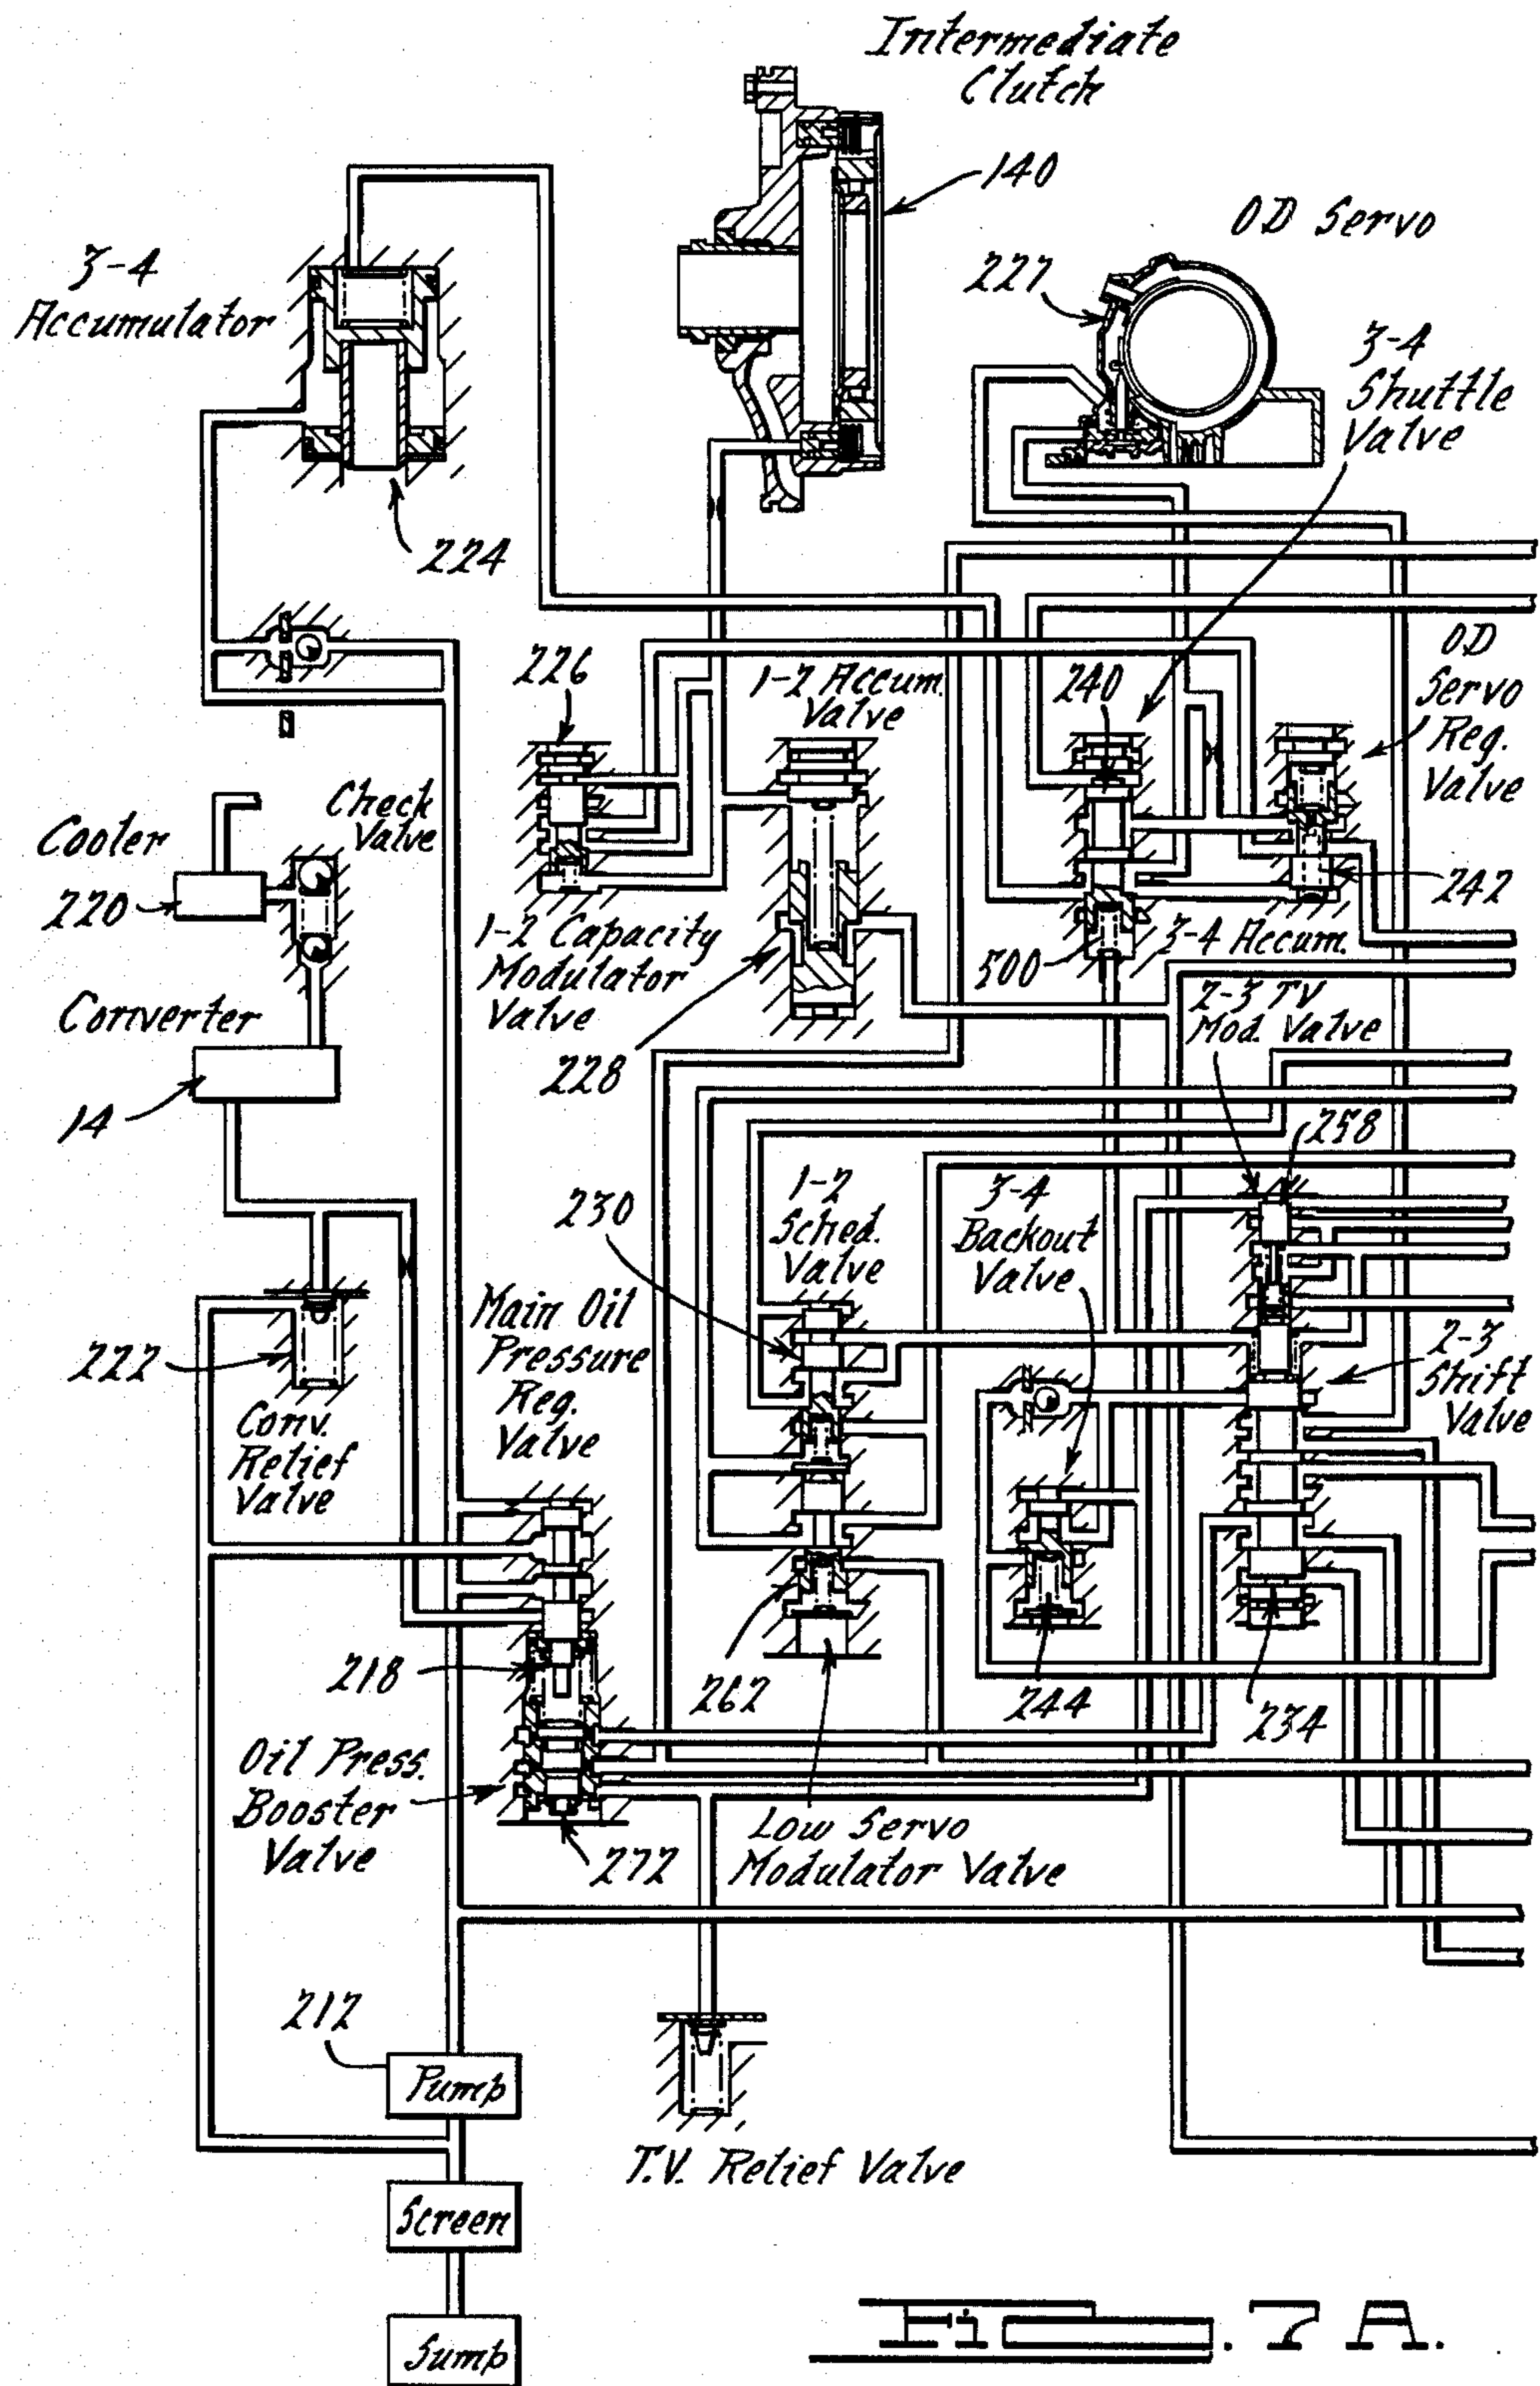 Intermediate
Clutch
140
OD Servo
227
3-4
Accumulator
3-4
Shuttle
Valve
224
OD
Servo
Reg.
Valve
226
1-2 Accum.
Valve
240
Check
Valve
Cooler
220
242
1-2 Capacity
Modulator
Valve
500
3-4 Accum.
228
2-3 TV
Mod. Valve
Converter
14
258
230
1-2
Sched.
Valve
3-4
Backout
Valve
222
Main Oil
Pressure
Reg.
Valve
2-3
Shift
Valve
Conv.
Relief
Valve
218
262
244
234
Oil Press.
Booster
Valve
272
Low Servo
Modulator Valve
212
Pump
T.V. Relief Valve
Screen
Sump
FIG. 7A.